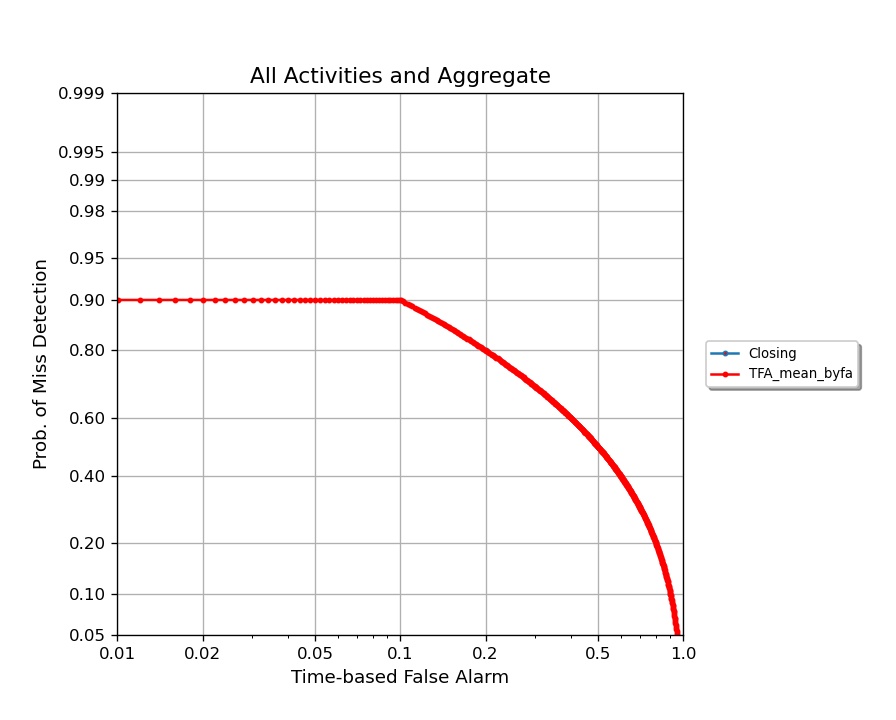 All Activities and Aggregate
0.999
0.995
0.99
0.98
0.95
0.90
0.80
0.60
0.40
0.20
0.10
0.05
Prob. of Miss Detection
0.01 0.02 0.05 0.1 0.2 0.5 1.0
Time-based False Alarm
Closing
TFA_mean_byfa